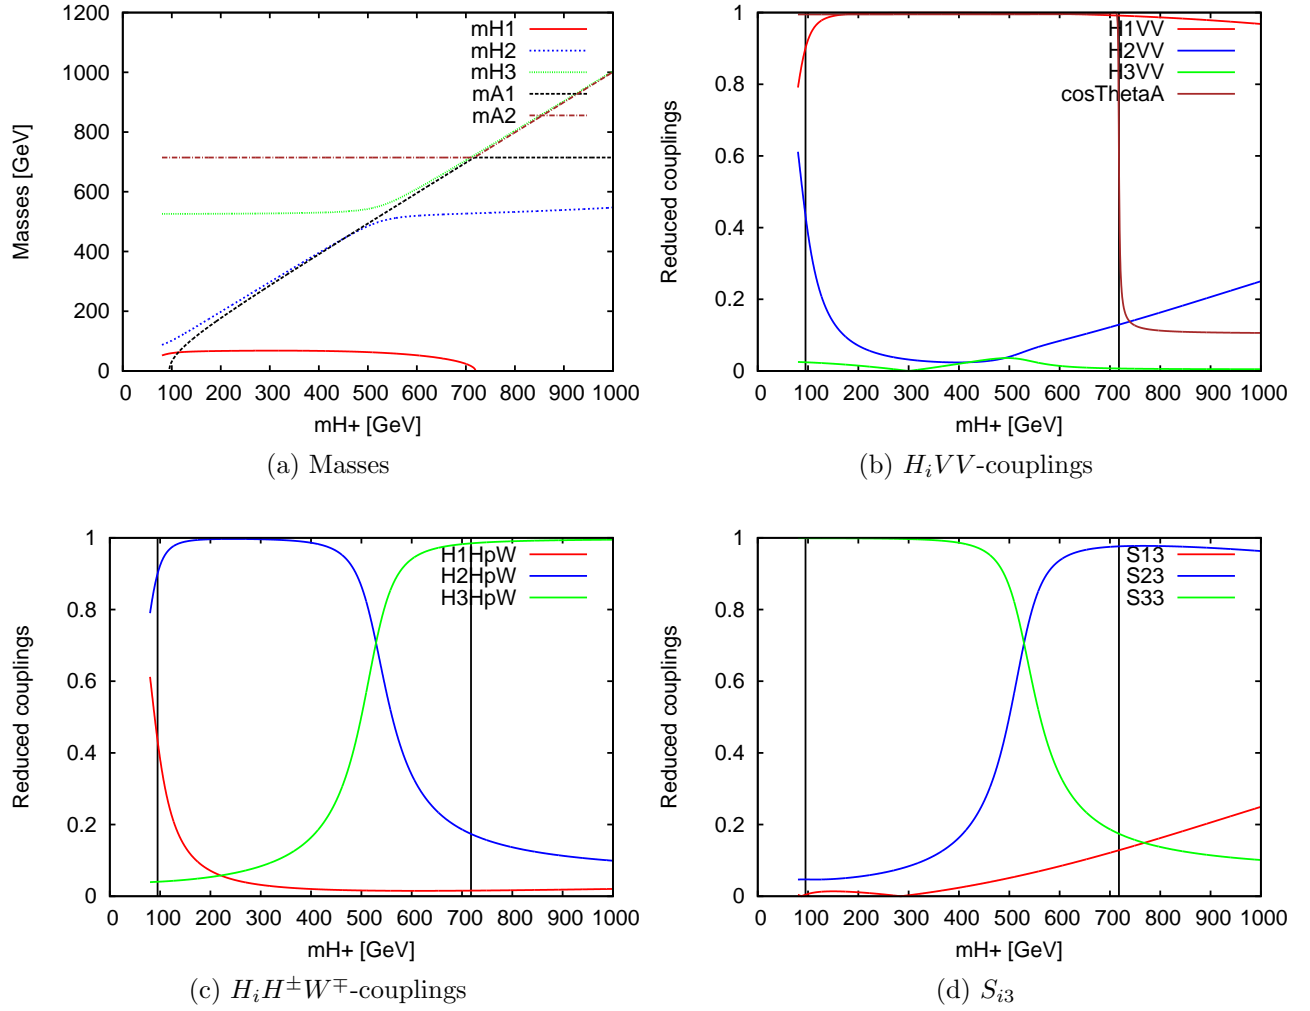 1200
1000
800
600
400
200
0
Masses [GeV]
mH1
mH2
mH3
mA1
mA2
0 100 200 300 400 500 600 700 800 900 1000
mH+ [GeV]
(a) Masses
1
0.8
0.6
0.4
0.2
0
Reduced couplings
H1VV
H2VV
H3VV
cosThetaA
0 100 200 300 400 500 600 700 800 900 1000
mH+ [GeV]
(b) H_iVV-couplings
1
0.8
0.6
0.4
0.2
0
Reduced couplings
H1HpW
H2HpW
H3HpW
0 100 200 300 400 500 600 700 800 900 1000
mH+ [GeV]
(c) H_iH^±W^∓-couplings
1
0.8
0.6
0.4
0.2
0
Reduced couplings
S13
S23
S33
0 100 200 300 400 500 600 700 800 900 1000
mH+ [GeV]
(d) S_{i3}